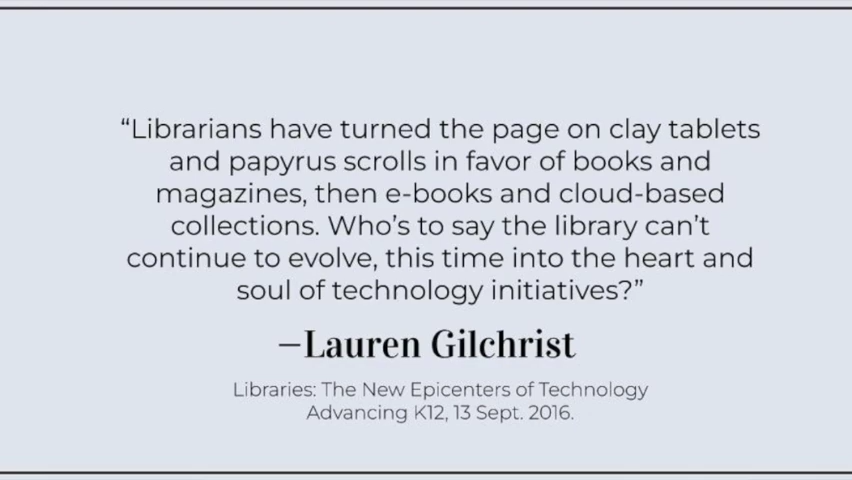 “Librarians have turned the page on clay tablets
and papyrus scrolls in favor of books and
magazines, then e-books and cloud-based
collections. Who’s to say the library can’t
continue to evolve, this time into the heart and
soul of technology initiatives?”
—Lauren Gilchrist
Libraries: The New Epicenters of Technology
Advancing K12, 13 Sept. 2016.